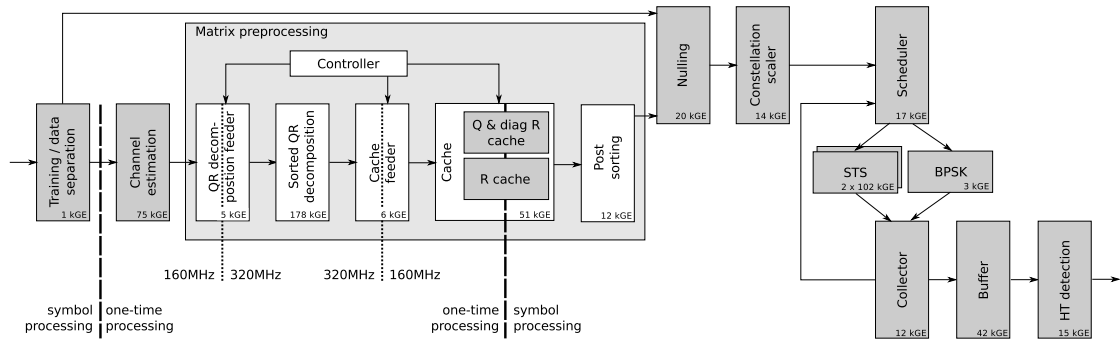 Matrix preprocessing
Controller
Training / data
separation
1 kGE
Channel
estimation
75 kGE
QR decom-
postion feeder
5 kGE
Sorted QR
decomposition
178 kGE
Cache
feeder
6 kGE
Cache
Q & diag R
cache
R cache
51 kGE
Post
sorting
12 kGE
Nulling
20 kGE
Constellation
scaler
14 kGE
Scheduler
17 kGE
STS
2 x 102 kGE
BPSK
3 kGE
Collector
12 kGE
Buffer
42 kGE
HT detection
15 kGE
160MHz
320MHz
320MHz
160MHz
symbol
processing
one-time
processing
one-time
processing
symbol
processing